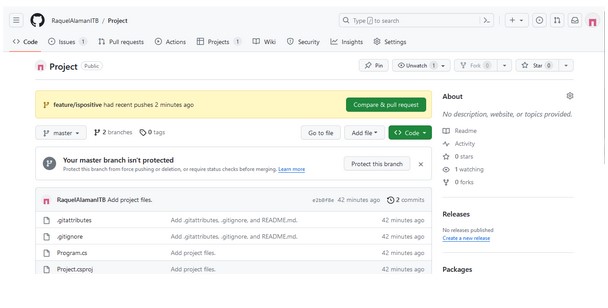 RaquelAlamanITB / Project
Type / to search
Code
Issues 1
Pull requests
Actions
Projects 1
Wiki
Security
Insights
Settings
Project Public
Pin
Unwatch 1
Fork 0
Star 0
feature/ispositive had recent pushes 2 minutes ago
Compare & pull request
master
2 branches
0 tags
Go to file
Add file
Code
Your master branch isn't protected
Protect this branch from force pushing or deletion, or require status checks before merging. Learn more
Protect this branch
RaquelAlamanITB Add project files.
42 minutes ago
2 commits
.gitattributes Add .gitattributes, .gitignore, and README.md. 42 minutes ago
.gitignore Add .gitattributes, .gitignore, and README.md. 42 minutes ago
Program.cs Add project files. 42 minutes ago
Project.csproj Add project files. 42 minutes ago
About
No description, website, or topics provided.
Readme
Activity
0 stars
1 watching
0 forks
Releases
No releases published
Create a new release
Packages